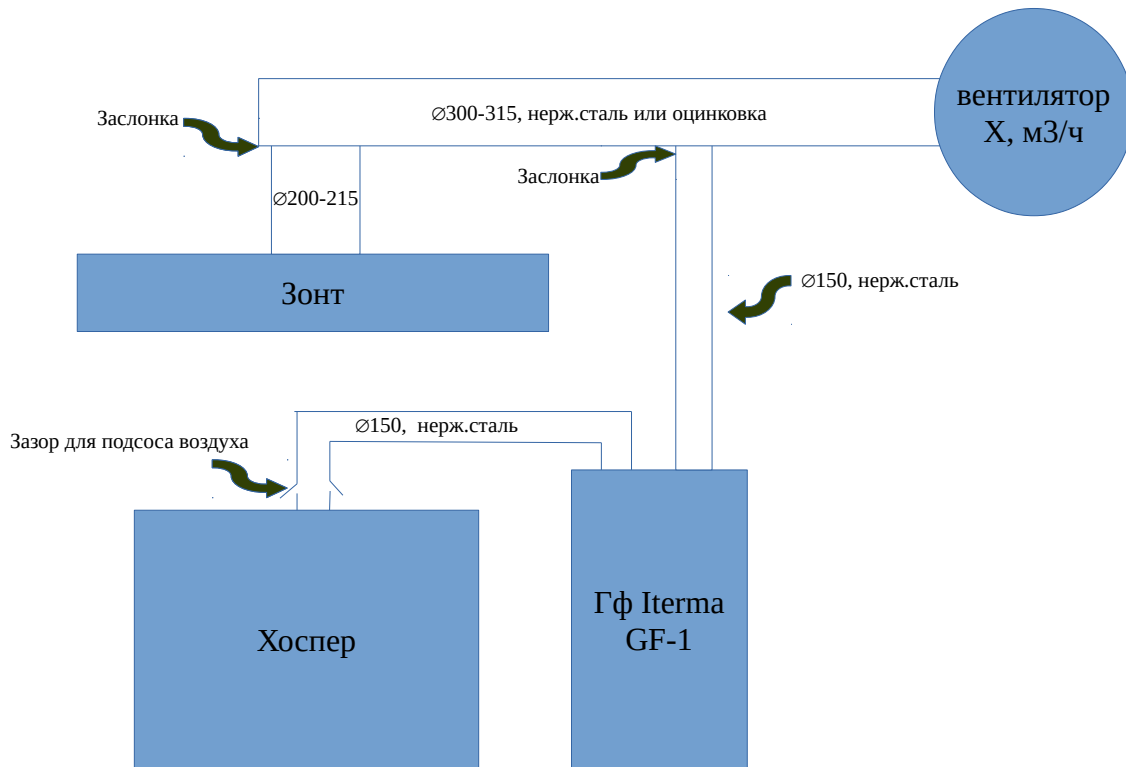 вентилятор
X, м3/ч
Заслонка
∅300-315, нерж.сталь или оцинковка
Заслонка
∅200-215
Зонт
∅150, нерж.сталь
∅150,  нерж.сталь
Зазор для подсоса воздуха
Хоспер
Гф Iterma
GF-1